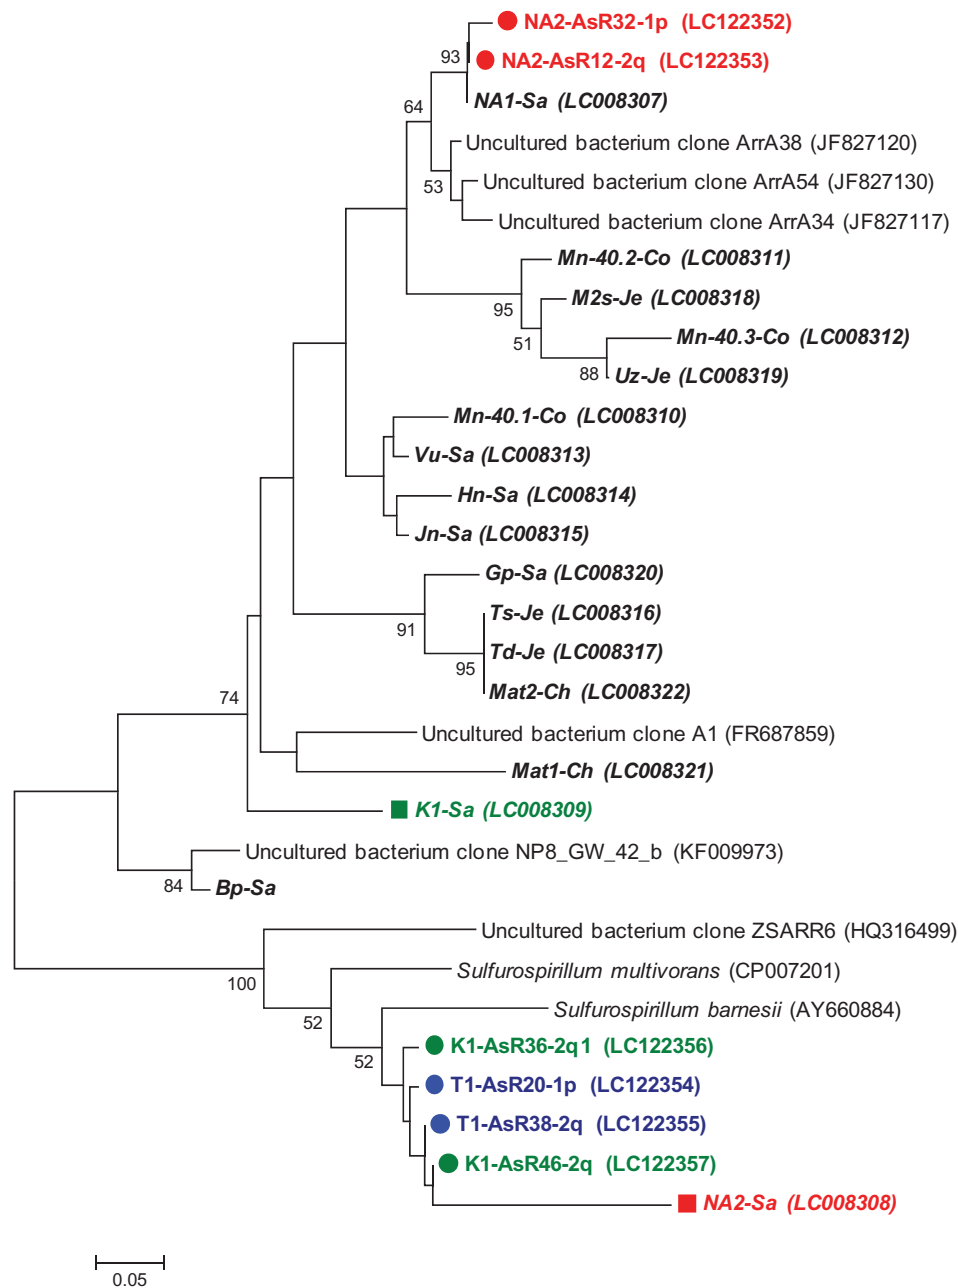 NA2-AsR32-1p (LC122352)
93
NA2-AsR12-2q (LC122353)
NA1-Sa (LC008307)
64
Uncultured bacterium clone ArrA38 (JF827120)
53
Uncultured bacterium clone ArrA54 (JF827130)
Uncultured bacterium clone ArrA34 (JF827117)
Mn-40.2-Co (LC008311)
95
M2s-Je (LC008318)
51
Mn-40.3-Co (LC008312)
88
Uz-Je (LC008319)
Mn-40.1-Co (LC008310)
Vu-Sa (LC008313)
Hn-Sa (LC008314)
Jn-Sa (LC008315)
Gp-Sa (LC008320)
91
Ts-Je (LC008316)
Td-Je (LC008317)
95
Mat2-Ch (LC008322)
74
Uncultured bacterium clone A1 (FR687859)
Mat1-Ch (LC008321)
K1-Sa (LC008309)
Uncultured bacterium clone NP8_GW_42_b (KF009973)
84
Bp-Sa
Uncultured bacterium clone ZSARR6 (HQ316499)
100
Sulfurospirillum multivorans (CP007201)
52
Sulfurospirillum barnesii (AY660884)
52
K1-AsR36-2q1 (LC122356)
T1-AsR20-1p (LC122354)
T1-AsR38-2q (LC122355)
K1-AsR46-2q (LC122357)
NA2-Sa (LC008308)
0.05